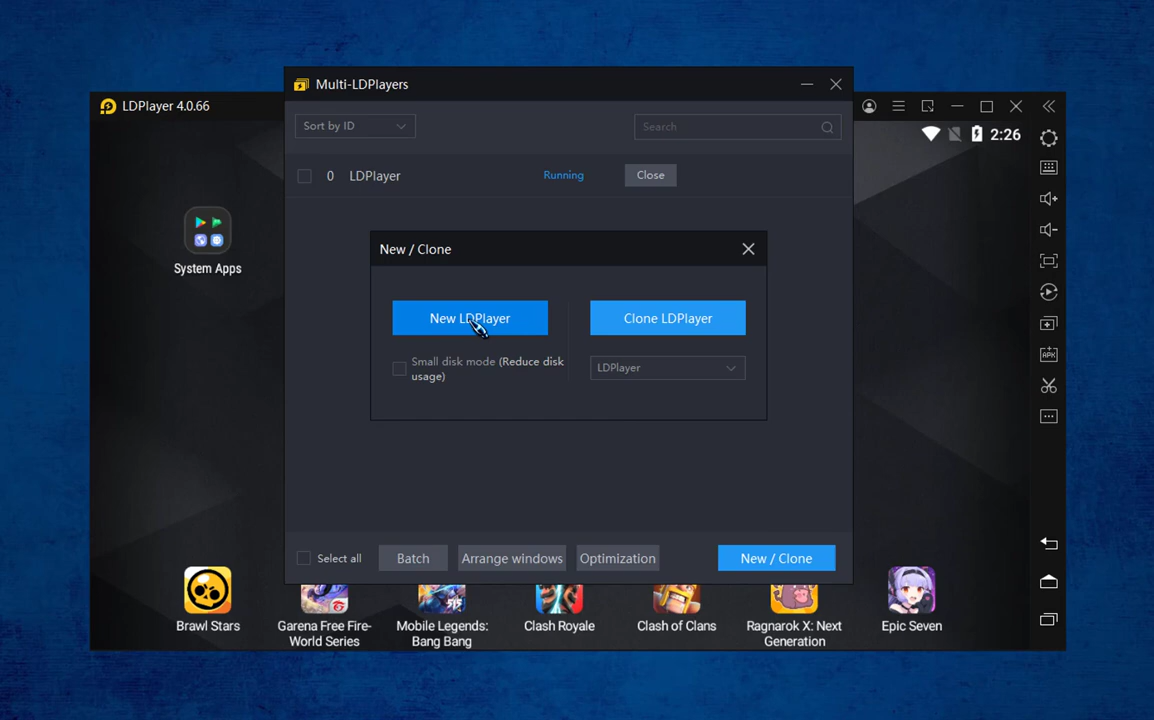 Multi-LDPlayers
LDPlayer 4.0.66
Sort by ID
Search
2:26
0 LDPlayer Running Close
New / Clone
System Apps
New LDPlayer Clone LDPlayer
Small disk mode (Reduce disk
usage)
LDPlayer
APK
Select all Batch Arrange windows Optimization New / Clone
515
Brawl Stars
Garena Free Fire-
World Series
Mobile Legends:
Bang Bang
Clash Royale
Clash of Clans
Ragnarok X: Next
Generation
Epic Seven